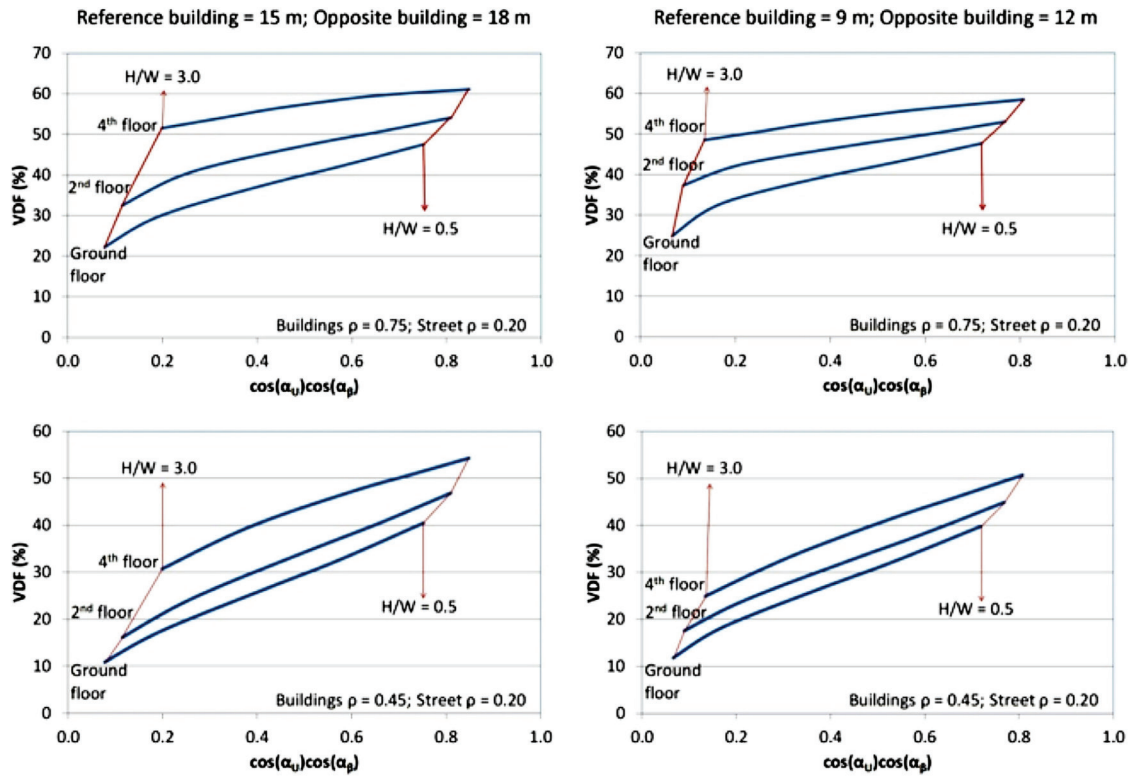 Reference building = 15 m; Opposite building = 18 m
Reference building = 9 m; Opposite building = 12 m
70
60
50
40
30
20
10
0
VDF (%)
H/W = 3.0
4th floor
2nd floor
Ground
floor
H/W = 0.5
Buildings ρ = 0.75; Street ρ = 0.20
0.0 0.2 0.4 0.6 0.8 1.0
cos(αᴜ)cos(αᵦ)
70
60
50
40
30
20
10
0
VDF (%)
H/W = 3.0
4th floor
2nd floor
Ground
floor
H/W = 0.5
Buildings ρ = 0.75; Street ρ = 0.20
0.0 0.2 0.4 0.6 0.8 1.0
cos(αᴜ)cos(αᵦ)
60
50
40
30
20
10
0
VDF (%)
H/W = 3.0
4th floor
2nd floor
Ground
floor
H/W = 0.5
Buildings ρ = 0.45; Street ρ = 0.20
0.0 0.2 0.4 0.6 0.8 1.0
cos(αᴜ)cos(αᵦ)
60
50
40
30
20
10
0
VDF (%)
H/W = 3.0
4th floor
2nd floor
Ground
floor
H/W = 0.5
Buildings ρ = 0.45; Street ρ = 0.20
0.0 0.2 0.4 0.6 0.8 1.0
cos(αᴜ)cos(αᵦ)